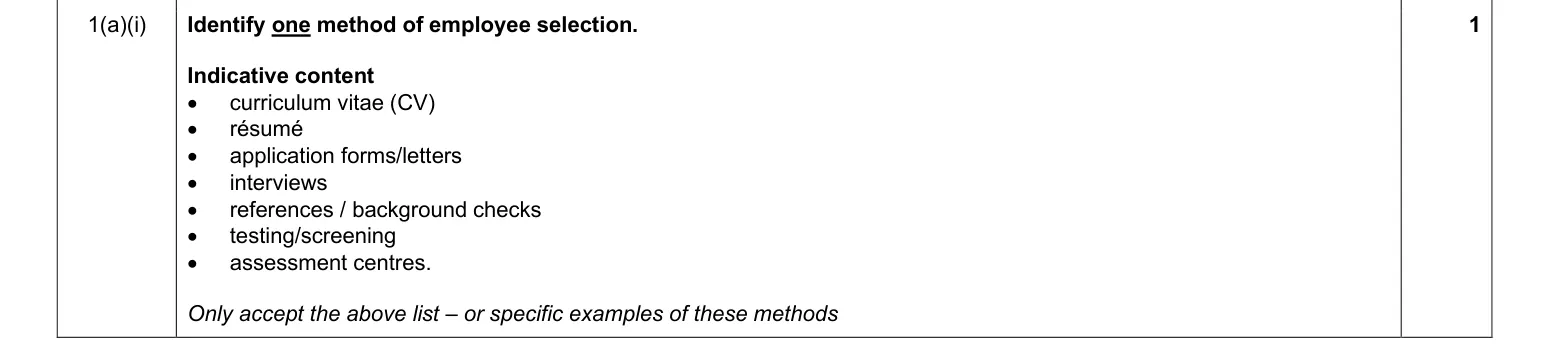 1(a)(i) Identify one method of employee selection. 1
Indicative content
• curriculum vitae (CV)
• résumé
• application forms/letters
• interviews
• references / background checks
• testing/screening
• assessment centres.
Only accept the above list – or specific examples of these methods